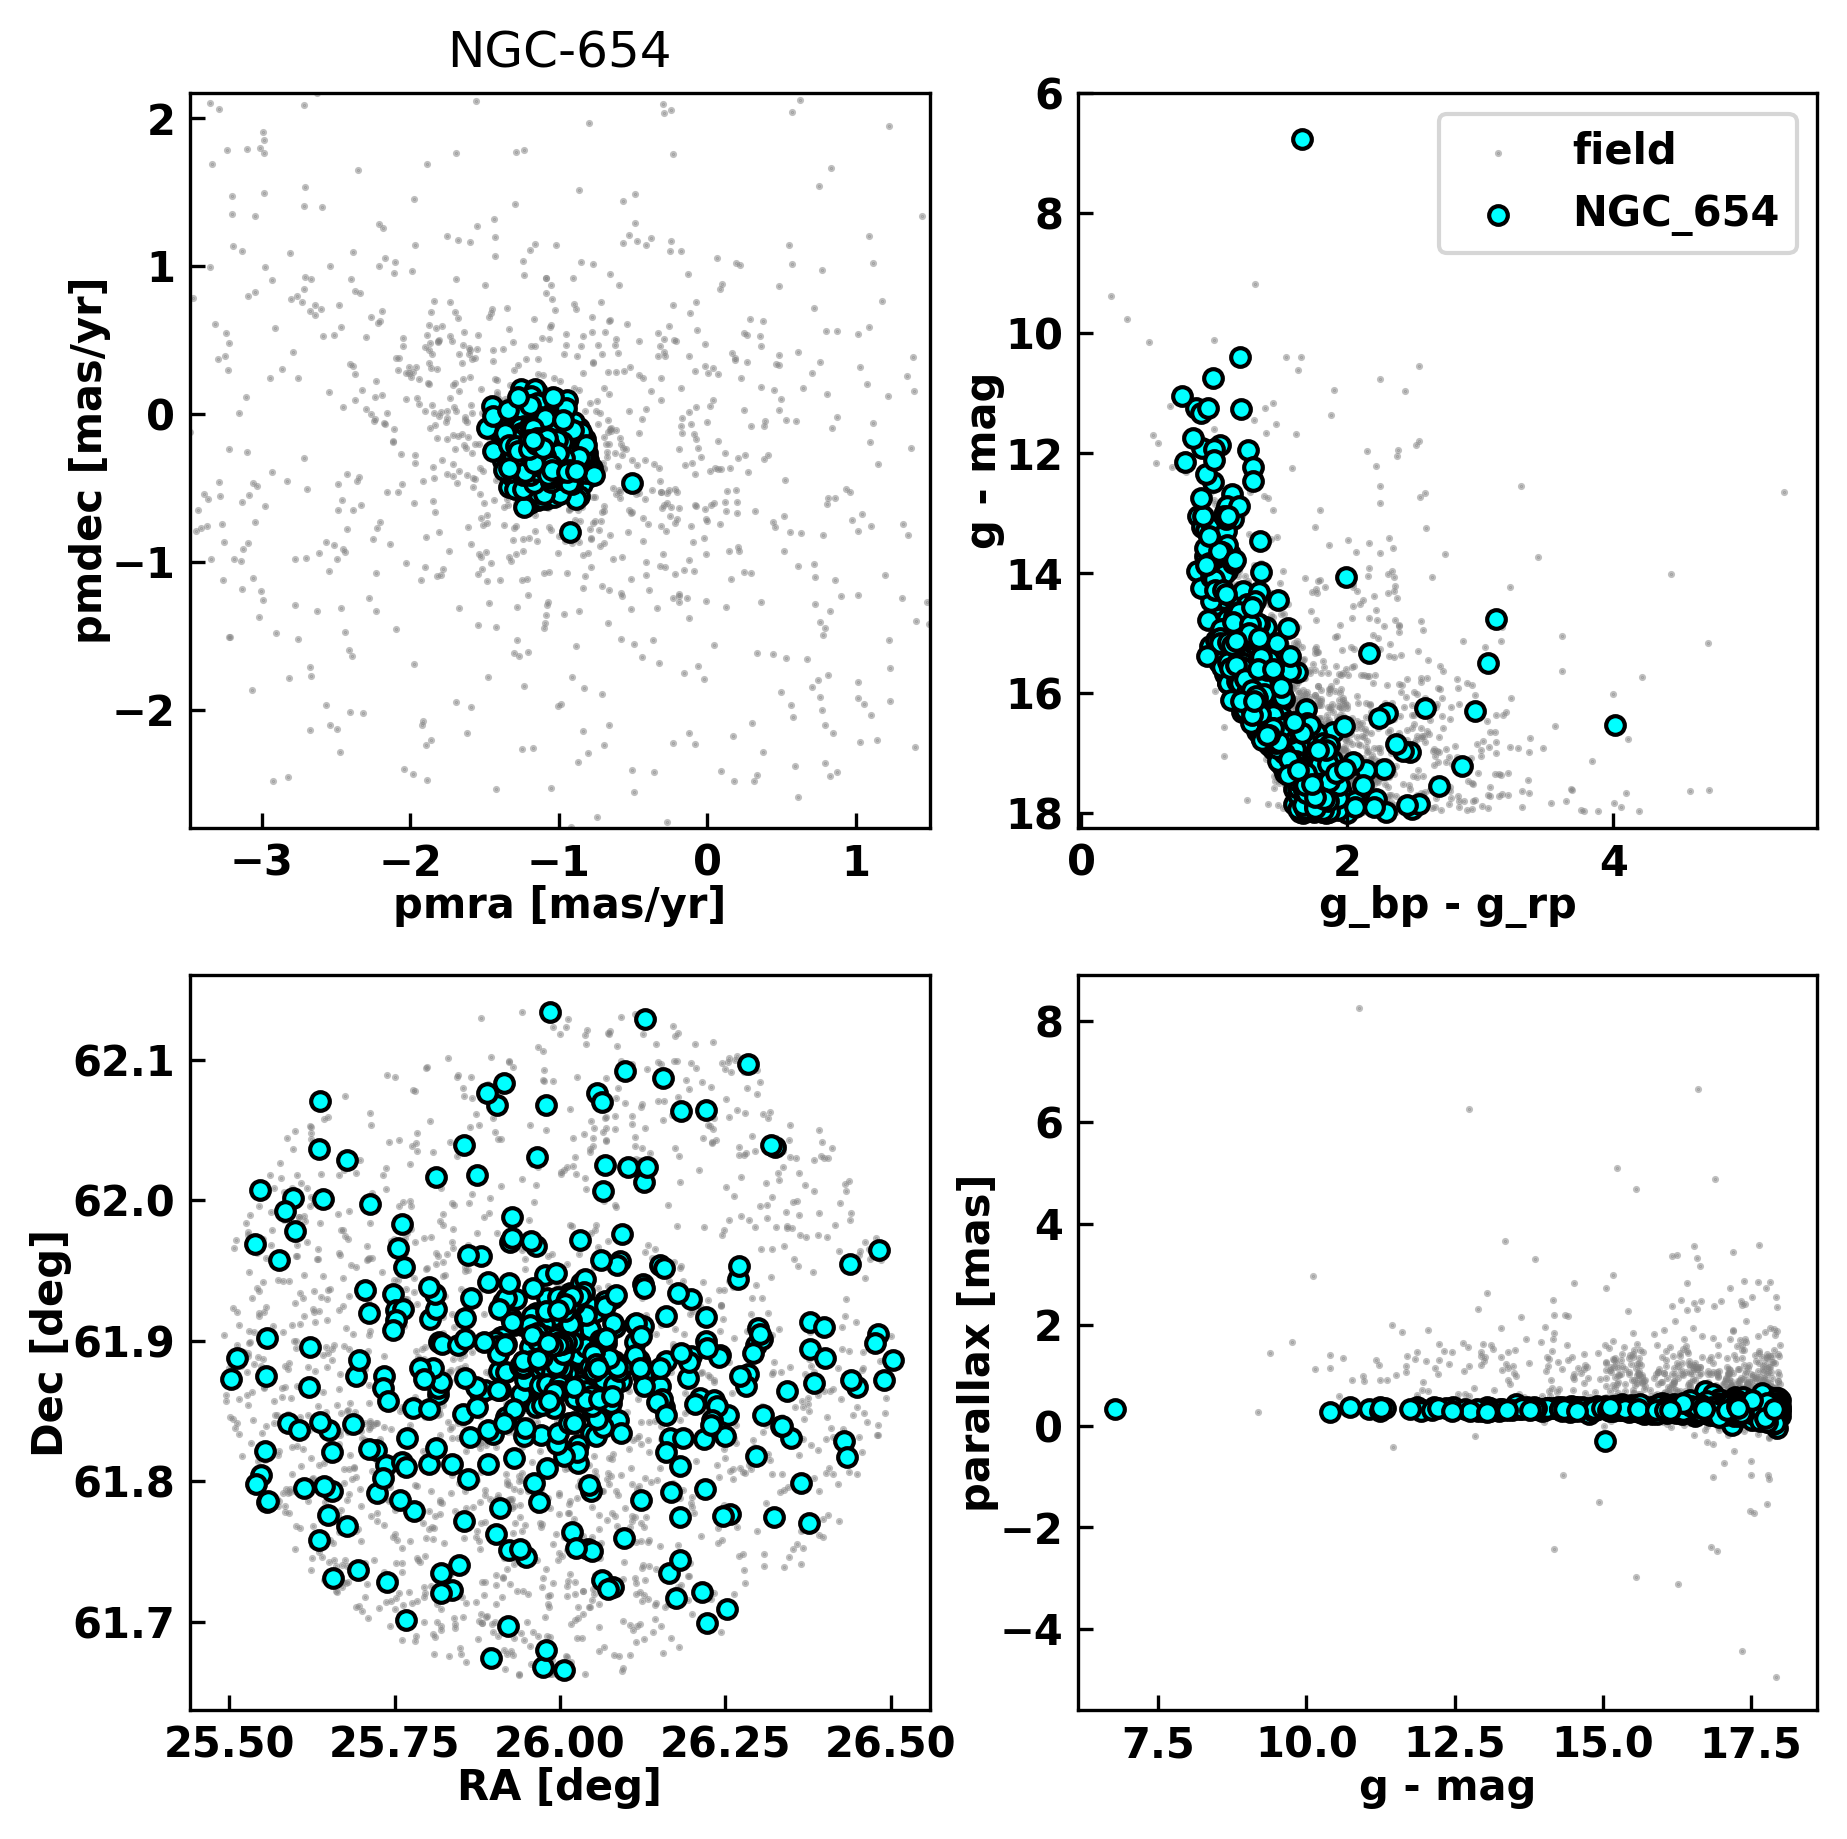 NGC-654
2
1
0
−1
−2
pmdec [mas/yr]
−3 −2 −1 0 1
pmra [mas/yr]
6
8
10
12
14
16
18
g - mag
field
NGC_654
0 2 4
g_bp - g_rp
62.1
62.0
61.9
61.8
61.7
Dec [deg]
25.50 25.75 26.00 26.25 26.50
RA [deg]
8
6
4
2
0
−2
−4
parallax [mas]
7.5 10.0 12.5 15.0 17.5
g - mag